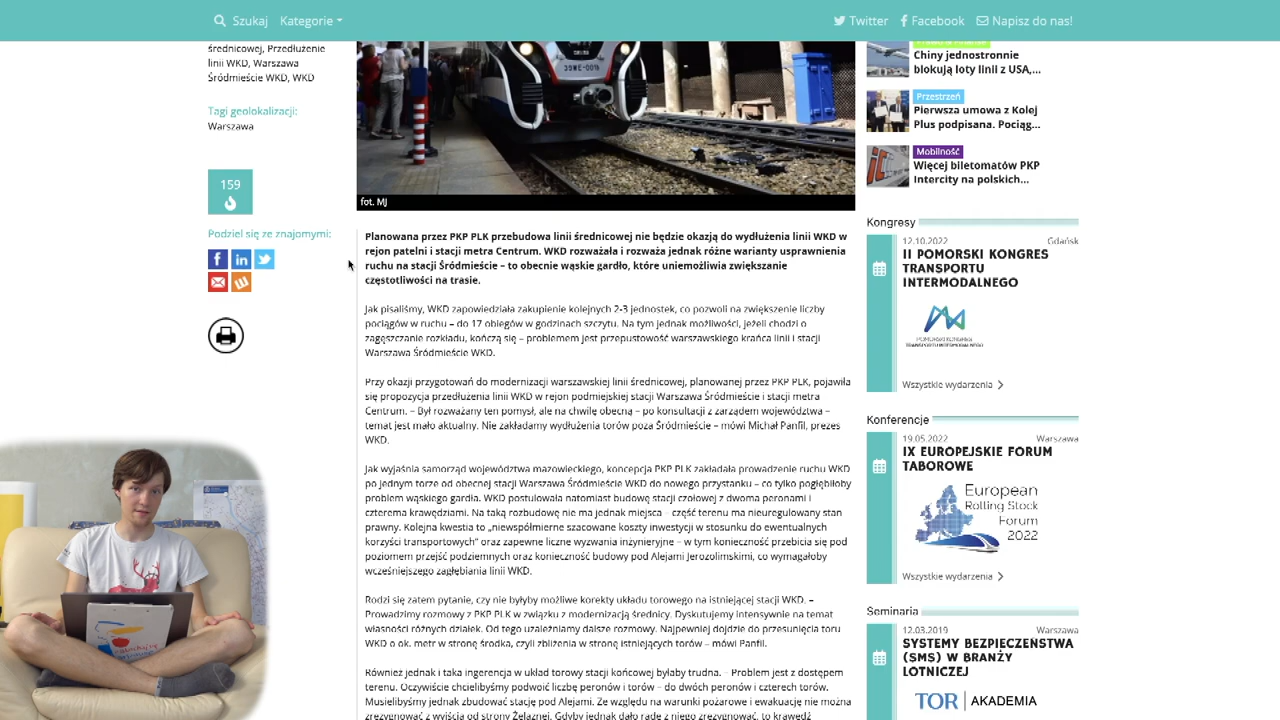 Szukaj
Kategorie
Twitter
Facebook
Napisz do nas!
średnicowej, Przedłużenie
linii WKD, Warszawa
Śródmieście WKD, WKD
Tagi geolokalizacji:
Warszawa
159
Podziel się ze znajomymi:
fot. MJ
Planowana przez PKP PLK przebudowa linii średnicowej nie będzie okazją do wydłużenia linii WKD w
rejon patelni i stacji metra Centrum. WKD rozważała i rozważa jednak różne warianty usprawnienia
ruchu na stacji Śródmieście – to obecnie wąskie gardło, które uniemożliwia zwiększanie
częstotliwości na trasie.
Jak pisaliśmy, WKD zapowiedziała zakupienie kolejnych 2-3 jednostek, co pozwoli na zwiększenie liczby
pociągów w ruchu – do 17 obiegów w godzinach szczytu. Na tym jednak możliwości, jeżeli chodzi o
zagęszczanie rozkładu, kończą się – problemem jest przepustowość warszawskiego krańca linii i stacji
Warszawa Śródmieście WKD.
Przy okazji przygotowań do modernizacji warszawskiej linii średnicowej, planowanej przez PKP PLK, pojawiła
się propozycja przedłużenia linii WKD w rejon podmiejskiej stacji Warszawa Śródmieście i stacji metra
Centrum. – Był rozważany ten pomysł, ale na chwilę obecną – po konsultacji z zarządem województwa –
temat jest mało aktualny. Nie zakładamy wydłużenia torów poza Śródmieście – mówi Michał Panfil, prezes
WKD.
Jak wyjaśnia samorząd województwa mazowieckiego, koncepcja PKP PLK zakładała prowadzenie ruchu WKD
po jednym torze od obecnej stacji Warszawa Śródmieście WKD do nowego przystanku – co tylko pogłębiłoby
problem wąskiego gardła. WKD postulowała natomiast budowę stacji czołowej z dwoma peronami i
czterema krawędziami. Na taką rozbudowę nie ma jednak miejsca – część terenu ma nieuregulowany stan
prawny. Kolejna kwestia to „niewspółmierne szacowane koszty inwestycji w stosunku do ewentualnych
korzyści transportowych” oraz zapewne liczne wyzwania inżynieryjne – w tym konieczność przebicia się pod
poziomem przejść podziemnych oraz konieczność budowy pod Alejami Jerozolimskimi, co wymagałoby
wcześniejszego zagłębiania linii WKD.
Rodzi się zatem pytanie, czy nie byłyby możliwe korekty układu torowego na istniejącej stacji WKD. –
Prowadzimy rozmowy z PKP PLK w związku z modernizacją średnicy. Dyskutujemy intensywnie na temat
własności różnych działek. Od tego uzależniamy dalsze rozmowy. Najpewniej dojdzie do przesunięcia toru
WKD o ok. metr w stronę środka, czyli zbliżenia w stronę istniejących torów – mówi Panfil.
Również jednak i taka ingerencja w układ torowy stacji końcowej byłaby trudna. – Problem jest z dostępem
terenu. Oczywiście chcielibyśmy podwoić liczbę peronów i torów – do dwóch peronów i czterech torów.
Musielibyśmy jednak zbudować stację pod Alejami. Ze względu na warunki pożarowe i ewakuację nie można
zrezygnować z wyjścia od strony Żelaznej. Gdyby jednak dało radę z niego zrezygnować, to krawędź
Chiny jednostronnie
blokują loty linii z USA,...
Przestrzeń
Pierwsza umowa z Kolej
Plus podpisana. Pociąg...
Mobilność
Więcej biletomatów PKP
Intercity na polskich...
Kongresy
12.10.2022
Gdańsk
II POMORSKI KONGRES
TRANSPORTU
INTERMODALNEGO
POMORSKI KONGRES
TRANSPORTU INTERMODALNEGO
Wszystkie wydarzenia
Konferencje
19.05.2022
Warszawa
IX EUROPEJSKIE FORUM
TABOROWE
European
Rolling Stock
Forum
2022
Wszystkie wydarzenia
Seminaria
12.03.2019
Warszawa
SYSTEMY BEZPIECZEŃSTWA
(SMS) W BRANŻY
LOTNICZEJ
TOR | AKADEMIA